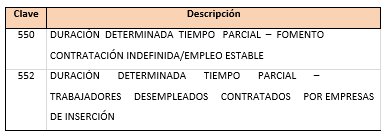 Clave Descripción
550 DURACIÓN DETERMINADA TIEMPO PARCIAL – FOMENTO
CONTRATACIÓN INDEFINIDA/EMPLEO ESTABLE
552 DURACIÓN DETERMINADA TIEMPO PARCIAL –
TRABAJADORES DESEMPLEADOS CONTRATADOS POR EMPRESAS
DE INSERCIÓN